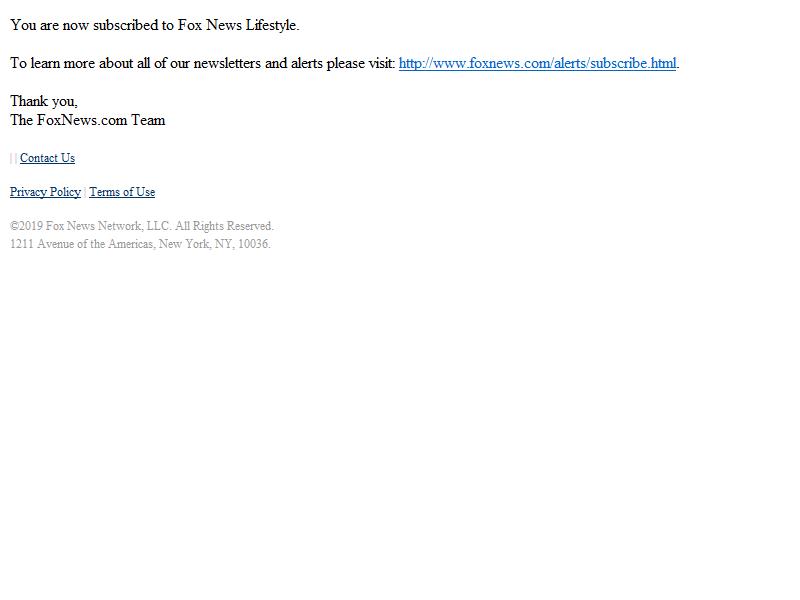 You are now subscribed to Fox News Lifestyle.
To learn more about all of our newsletters and alerts please visit: http://www.foxnews.com/alerts/subscribe.html.
Thank you,
The FoxNews.com Team
| | Contact Us
Privacy Policy | Terms of Use
©2019 Fox News Network, LLC. All Rights Reserved.
1211 Avenue of the Americas, New York, NY, 10036.